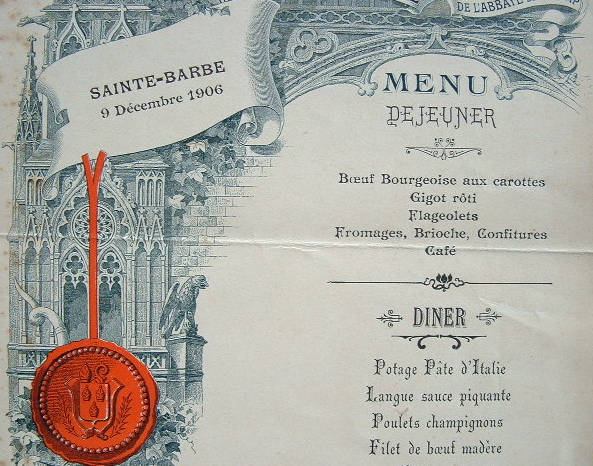 DE L'ABBAYE DE
SAINTE-BARBE
9 Décembre 1906
MENU
DEJEUNER
Bœuf Bourgeoise aux carottes
Gigot rôti
Flageolets
Fromages, Brioche, Confitures
Café
DINER
Potage Pâte d'Italie
Langue sauce piquante
Poulets champignons
Filet de bœuf madère